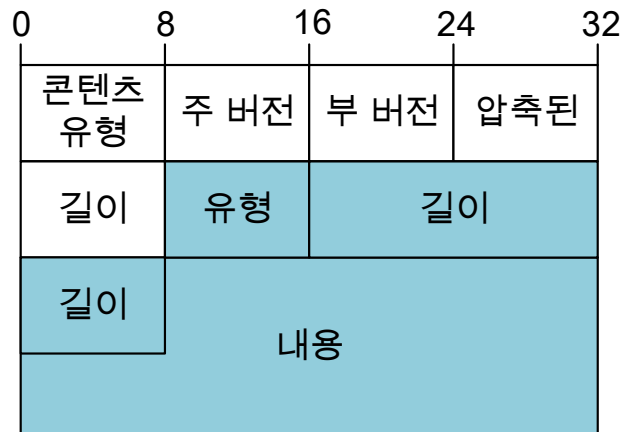 0 8 16 24 32
콘텐츠
유형
주 버전
부 버전
압축된
길이
유형
길이
길이
내용